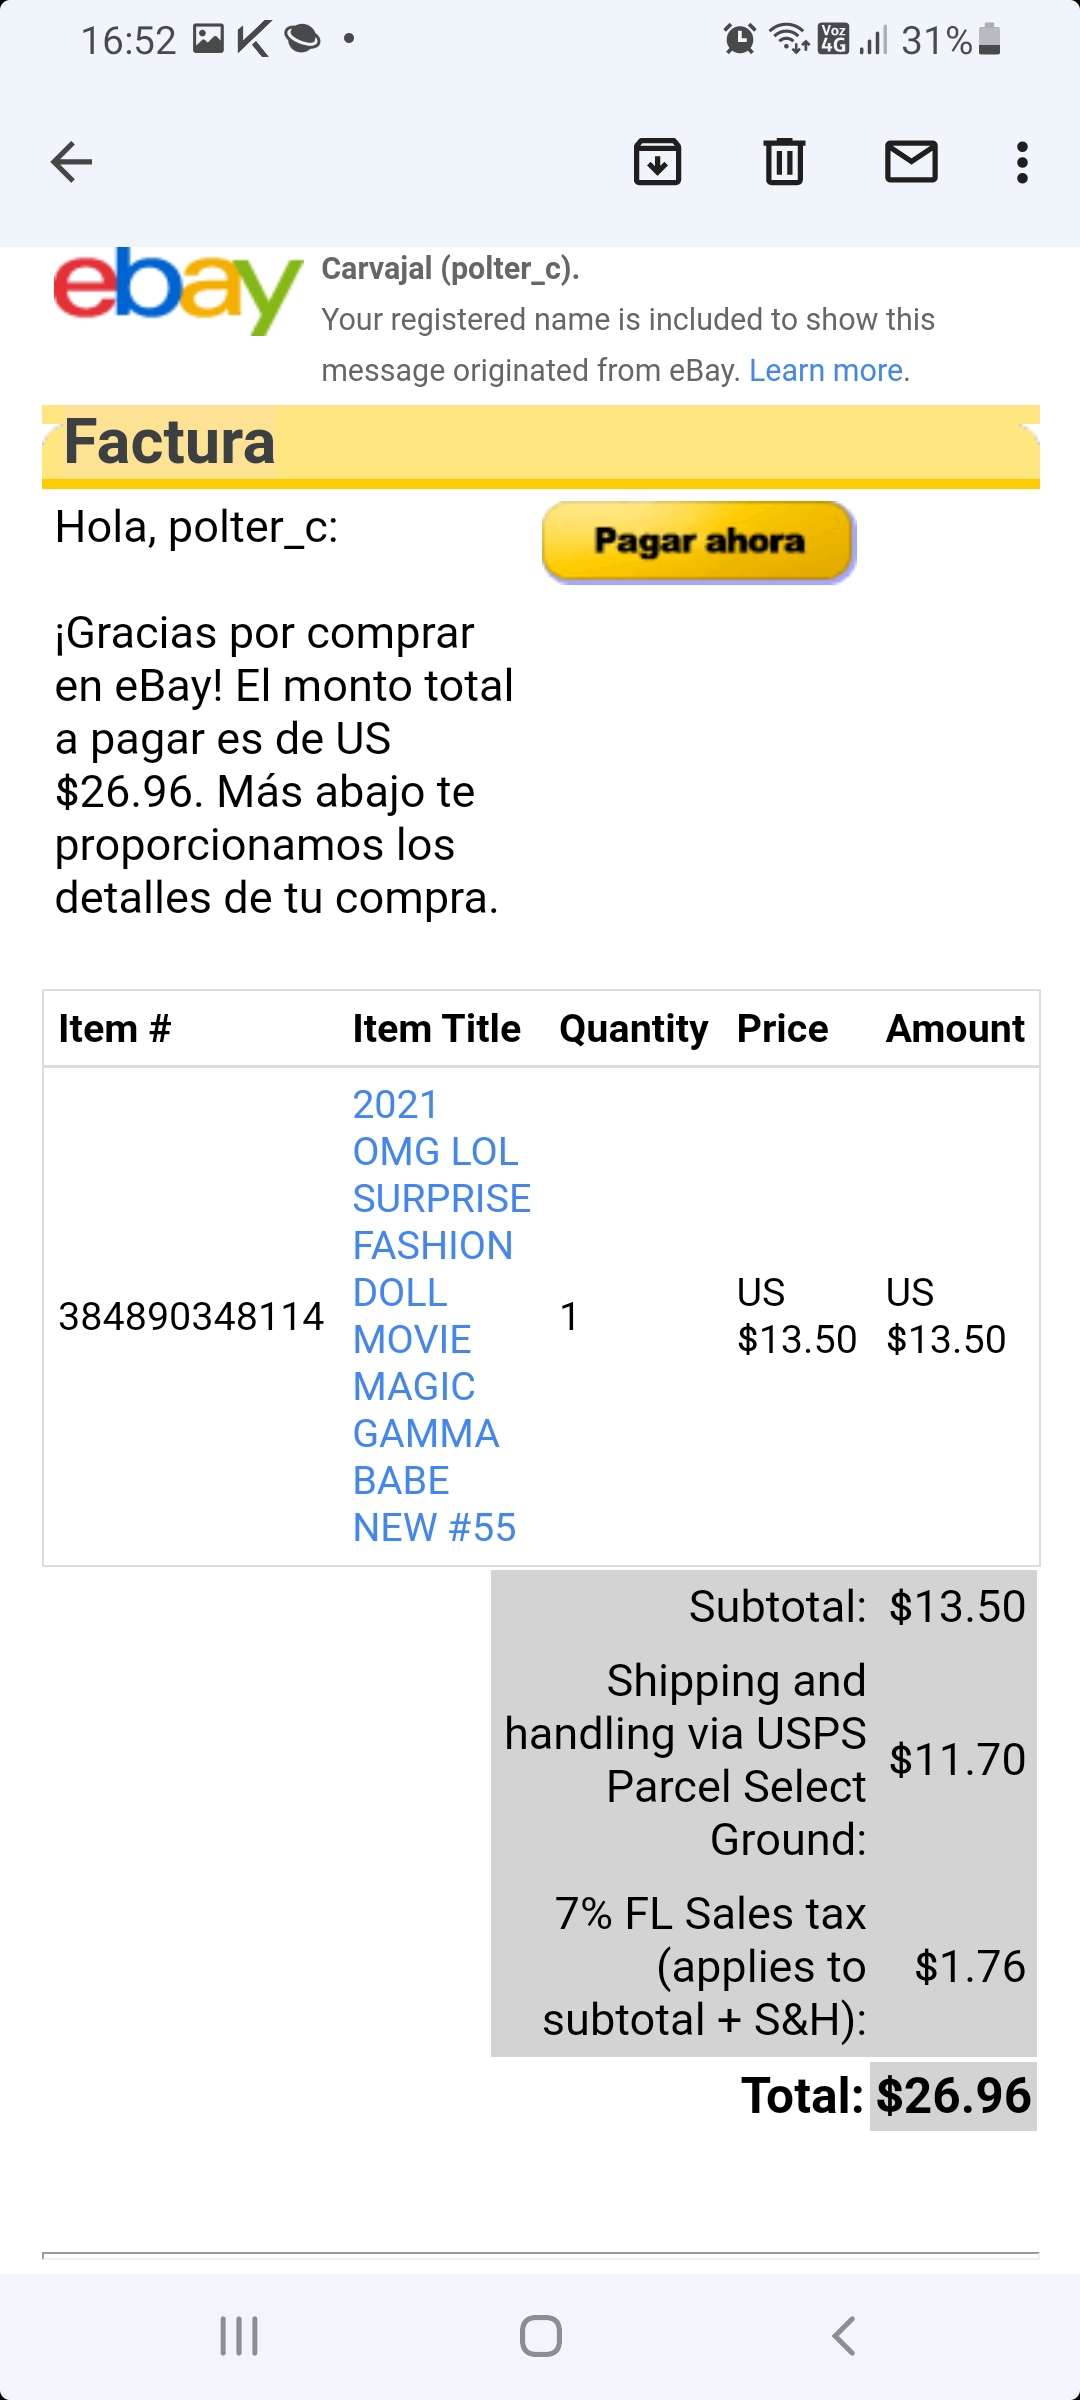 16:52
Voz 4G 31%
ebay
Carvajal (polter_c).
Your registered name is included to show this
message originated from eBay. Learn more.
Factura
Hola, polter_c:
Pagar ahora
¡Gracias por comprar
en eBay! El monto total
a pagar es de US
$26.96. Más abajo te
proporcionamos los
detalles de tu compra.
Item # Item Title Quantity Price Amount
384890348114
2021
OMG LOL
SURPRISE
FASHION
DOLL
MOVIE
MAGIC
GAMMA
BABE
NEW #55
1
US
$13.50
US
$13.50
Subtotal: $13.50
Shipping and
handling via USPS
Parcel Select
Ground:
$11.70
7% FL Sales tax
(applies to
subtotal + S&H):
$1.76
Total: $26.96